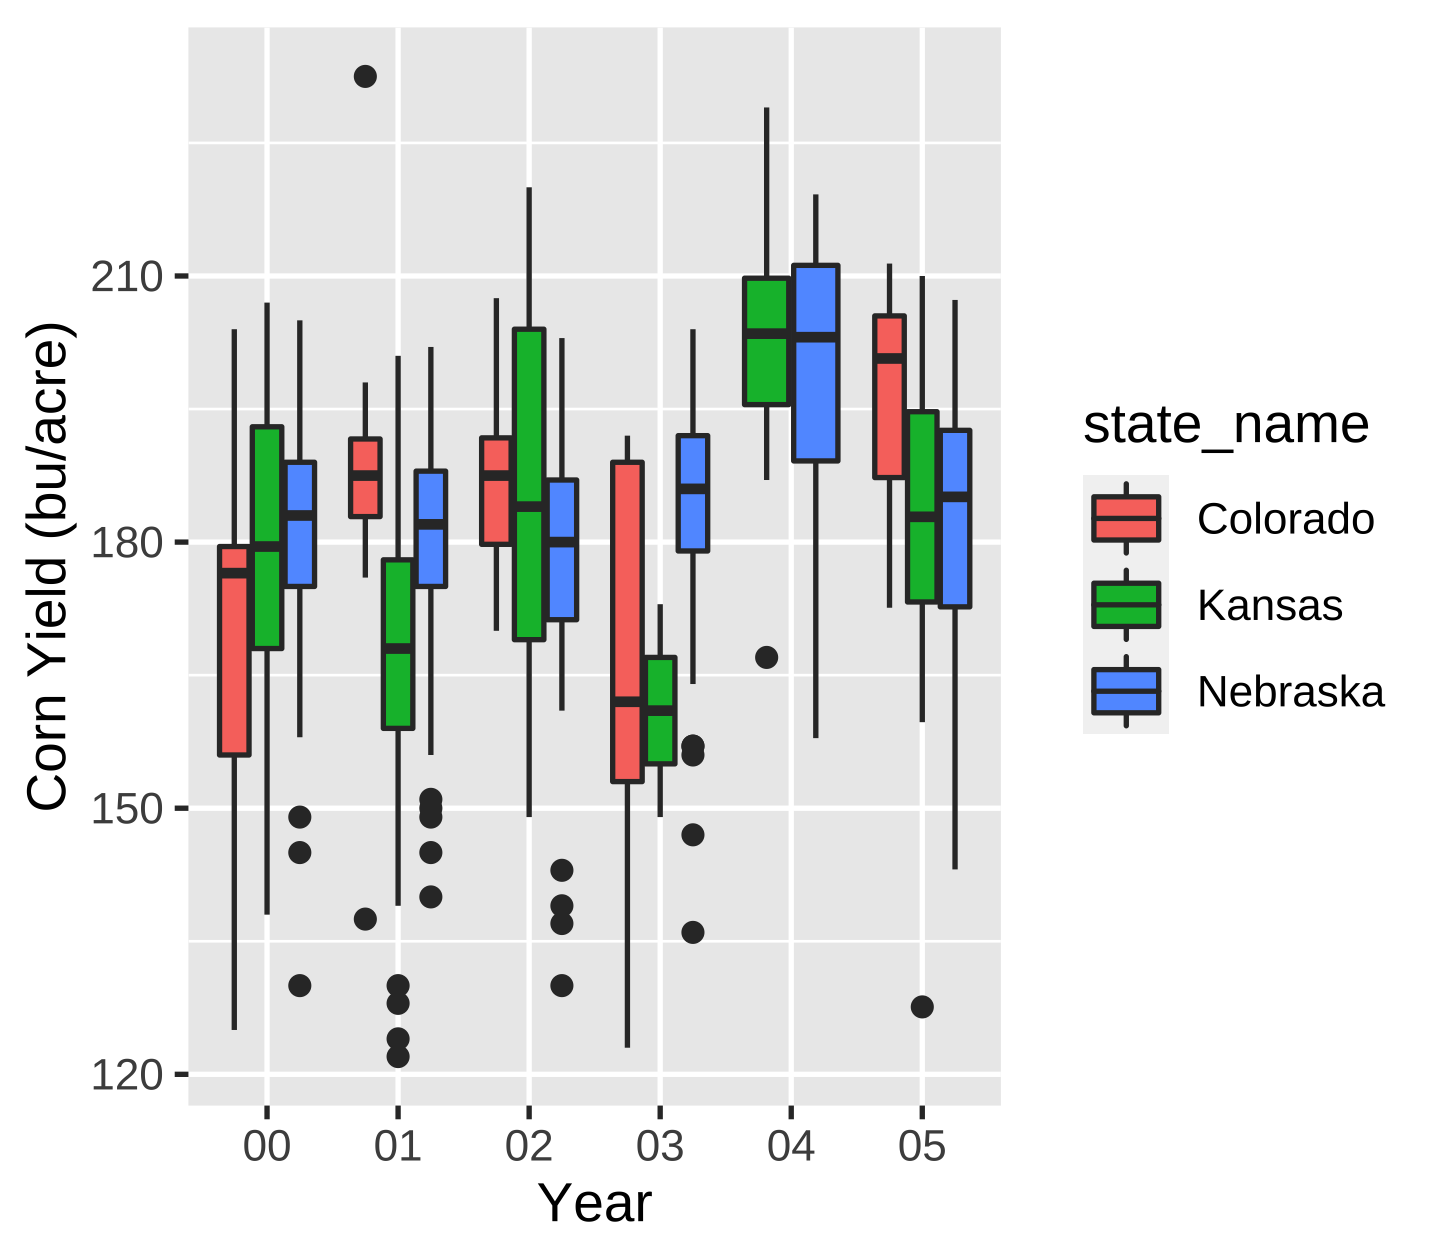 Corn Yield (bu/acre)
210
180
150
120
00 01 02 03 04 05
Year
state_name
Colorado
Kansas
Nebraska